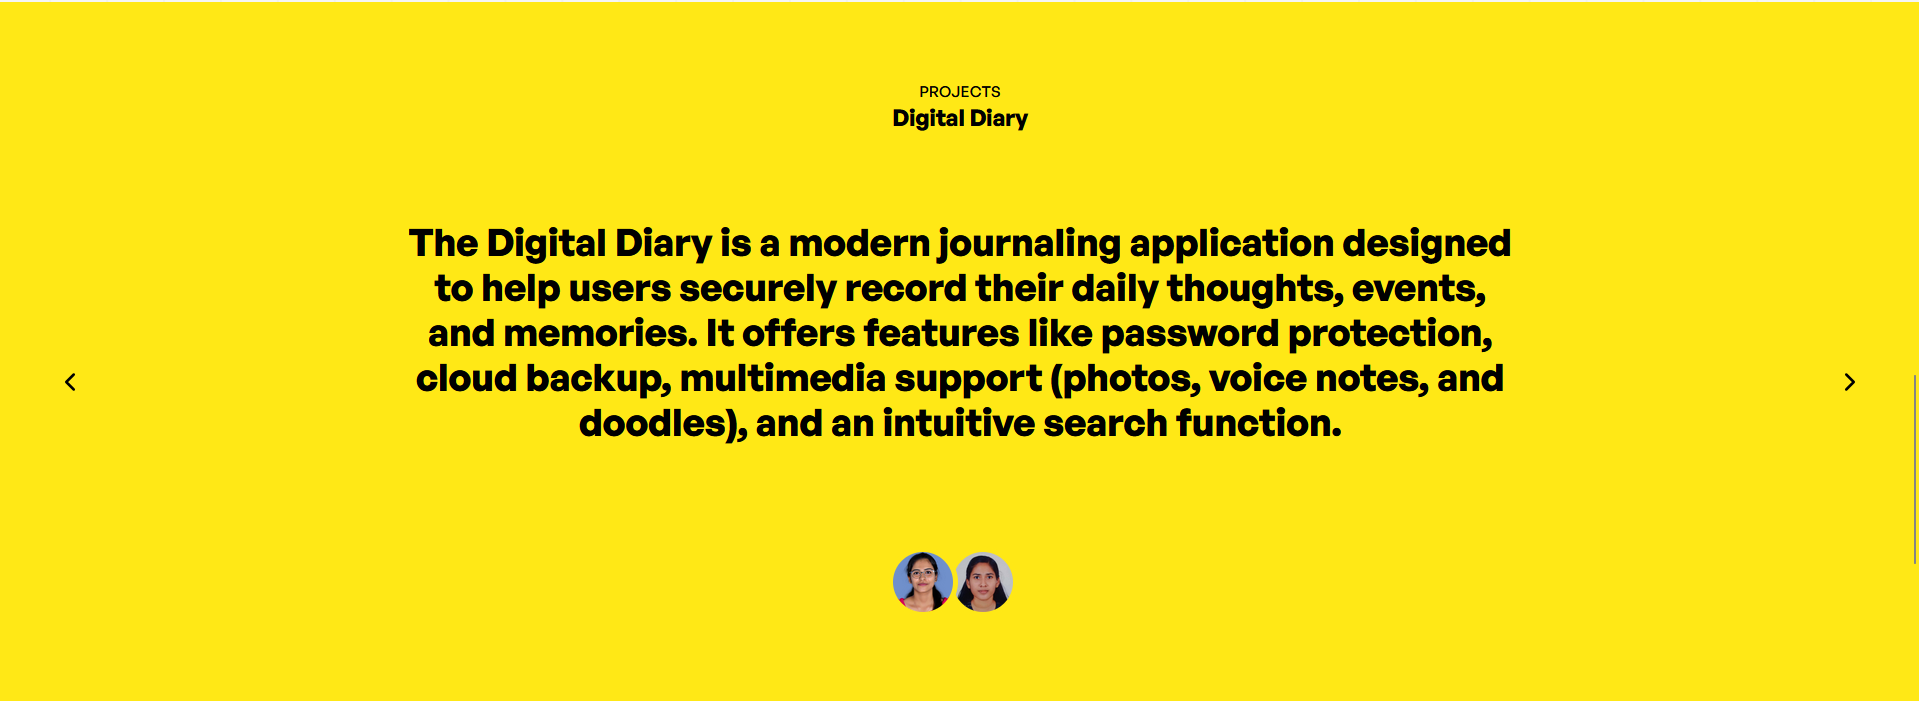 PROJECTS
Digital Diary
The Digital Diary is a modern journaling application designed
to help users securely record their daily thoughts, events,
and memories. It offers features like password protection,
cloud backup, multimedia support (photos, voice notes, and
doodles), and an intuitive search function.